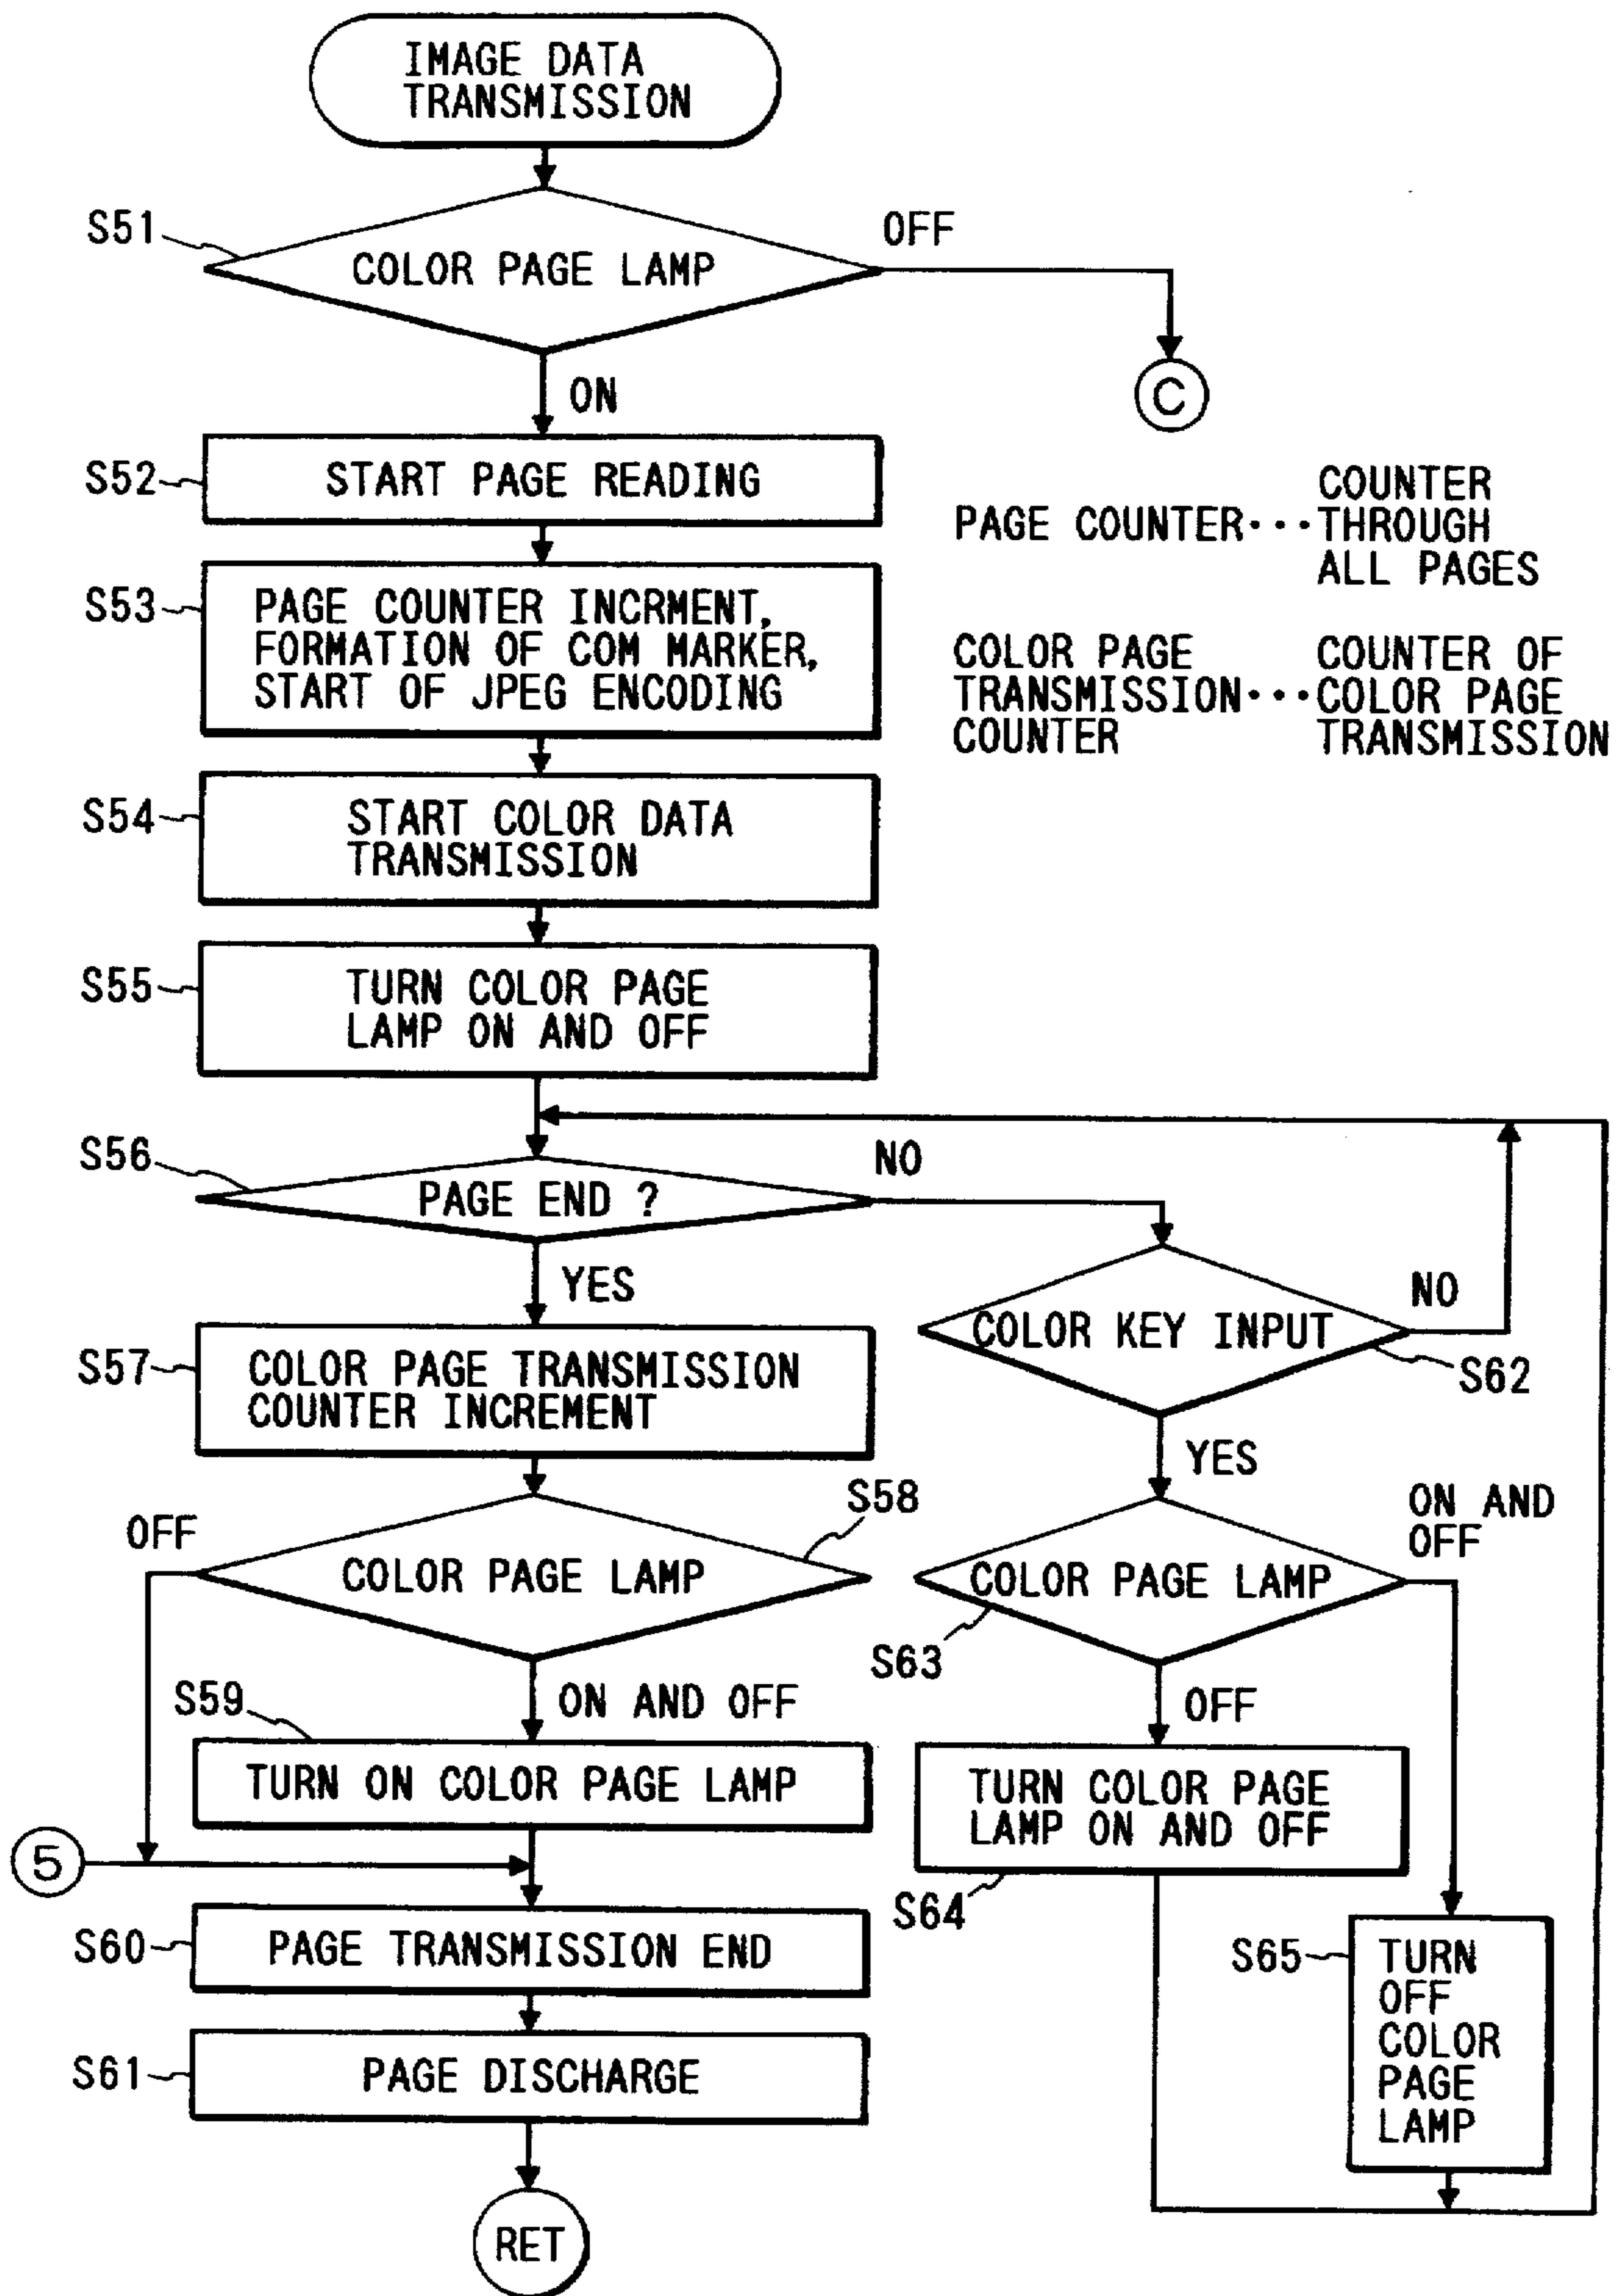 IMAGE DATA
TRANSMISSION
S51
COLOR PAGE LAMP
OFF
C
ON
S52
START PAGE READING
PAGE COUNTER···
COUNTER
THROUGH
ALL PAGES
S53
PAGE COUNTER INCRMENT,
FORMATION OF COM MARKER,
START OF JPEG ENCODING
COLOR PAGE
TRANSMISSION···
COUNTER
COUNTER OF
COLOR PAGE
TRANSMISSION
S54
START COLOR DATA
TRANSMISSION
S55
TURN COLOR PAGE
LAMP ON AND OFF
S56
PAGE END ?
NO
YES
COLOR KEY INPUT
NO
S62
S57
COLOR PAGE TRANSMISSION
COUNTER INCREMENT
YES
S58
OFF
COLOR PAGE LAMP
COLOR PAGE LAMP
ON AND
OFF
S63
S59
ON AND OFF
OFF
TURN ON COLOR PAGE LAMP
TURN COLOR PAGE
LAMP ON AND OFF
5
S64
S60
PAGE TRANSMISSION END
S65
TURN
OFF
COLOR
PAGE
LAMP
S61
PAGE DISCHARGE
RET